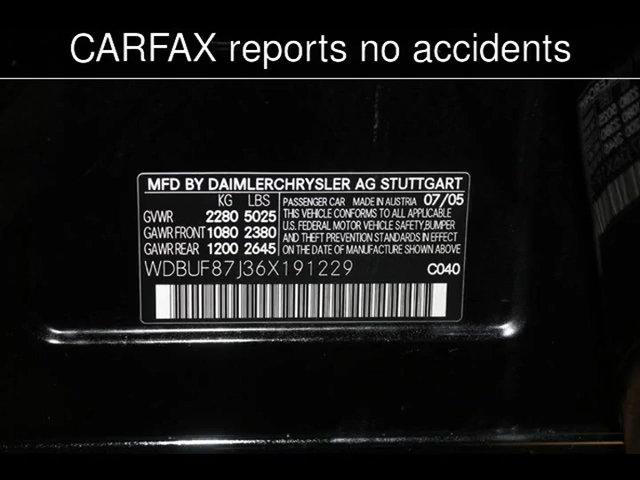 CARFAX reports no accidents
MFD BY DAIMLERCHRYSLER AG STUTTGART
KG LBS PASSENGER CAR MADE IN AUSTRIA 07/05
GVWR 2280 5025 THIS VEHICLE CONFORMS TO ALL APPLICABLE
GAWR FRONT 1080 2380 U.S. FEDERAL MOTOR VEHICLE SAFETY,BUMPER
GAWR REAR 1200 2645 AND THEFT PREVENTION STANDARDS IN EFFECT
ON THE DATE OF MANUFACTURE SHOWN ABOVE
WDBUF87J36X191229 C040